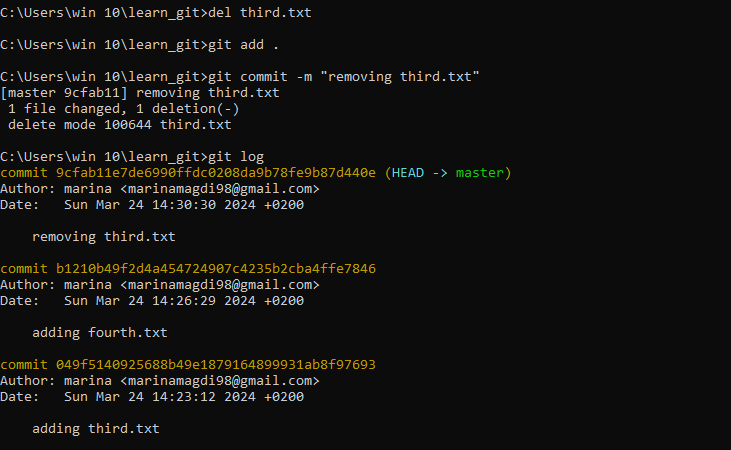 C:\Users\win 10\learn_git>del third.txt
C:\Users\win 10\learn_git>git add .
C:\Users\win 10\learn_git>git commit -m "removing third.txt"
[master 9cfab11] removing third.txt
1 file changed, 1 deletion(-)
delete mode 100644 third.txt
C:\Users\win 10\learn_git>git log
commit 9cfab11e7de6990ffdc0208da9b78fe9b87d440e (HEAD -> master)
Author: marina <marinamagdi98@gmail.com>
Date:   Sun Mar 24 14:30:30 2024 +0200
removing third.txt
commit b1210b49f2d4a454724907c4235b2cba4ffe7846
Author: marina <marinamagdi98@gmail.com>
Date:   Sun Mar 24 14:26:29 2024 +0200
adding fourth.txt
commit 049f5140925688b49e1879164899931ab8f97693
Author: marina <marinamagdi98@gmail.com>
Date:   Sun Mar 24 14:23:12 2024 +0200
adding third.txt